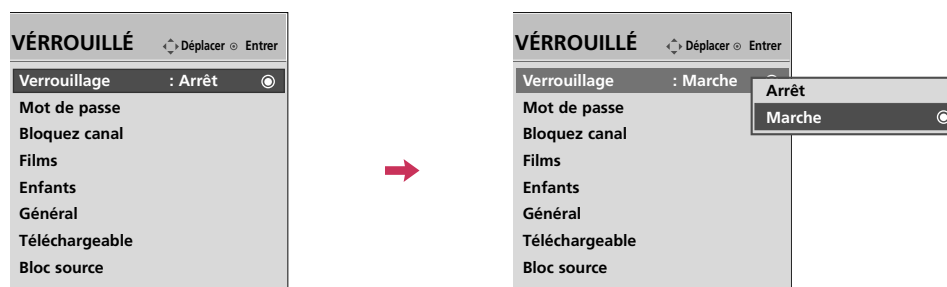 VÉRROUILLÉ Déplacer Entrer
Verrouillage : Arrêt
Mot de passe
Bloquez canal
Films
Enfants
Général
Téléchargeable
Bloc source
VÉRROUILLÉ Déplacer Entrer
Verrouillage : Marche
Mot de passe
Bloquez canal
Films
Enfants
Général
Téléchargeable
Bloc source
Arrêt
Marche